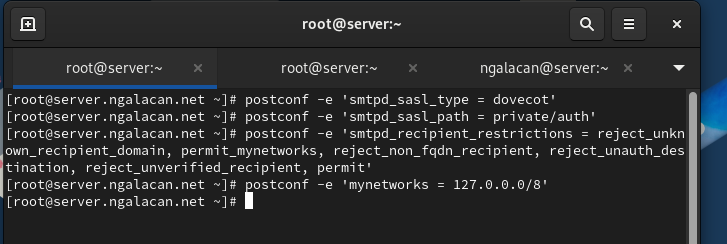 root@server:~
root@server:~
root@server:~
ngalacan@server:~
[root@server.ngalacan.net ~]# postconf -e 'smtpd_sasl_type = dovecot'
[root@server.ngalacan.net ~]# postconf -e 'smtpd_sasl_path = private/auth'
[root@server.ngalacan.net ~]# postconf -e 'smtpd_recipient_restrictions = reject_unkn
own_recipient_domain, permit_mynetworks, reject_non_fqdn_recipient, reject_unauth_des
tination, reject_unverified_recipient, permit'
[root@server.ngalacan.net ~]# postconf -e 'mynetworks = 127.0.0.0/8'
[root@server.ngalacan.net ~]#